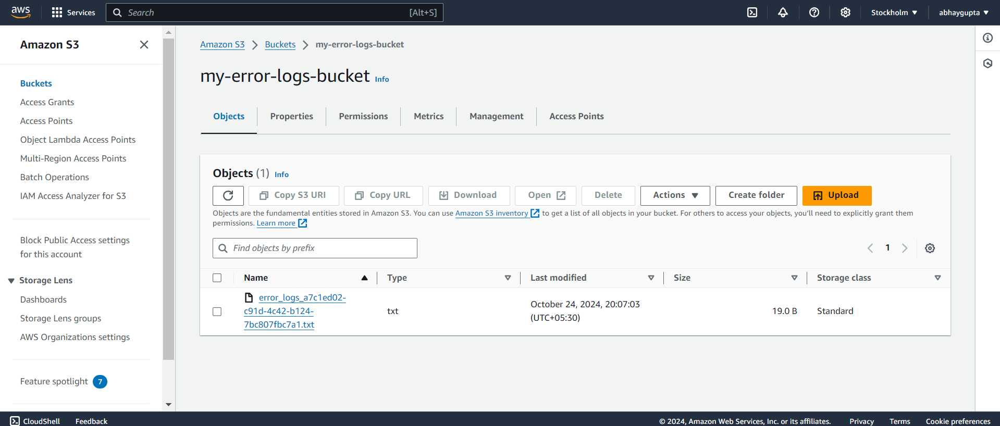 aws Services Search [Alt+S] Stockholm abhaygupta
Amazon S3
Buckets
Access Grants
Access Points
Object Lambda Access Points
Multi-Region Access Points
Batch Operations
IAM Access Analyzer for S3
Block Public Access settings
for this account
Storage Lens
Dashboards
Storage Lens groups
AWS Organizations settings
Feature spotlight 7
Amazon S3 Buckets my-error-logs-bucket
my-error-logs-bucket Info
Objects Properties Permissions Metrics Management Access Points
Objects (1) Info
Copy S3 URI Copy URL Download Open Delete Actions Create folder Upload
Objects are the fundamental entities stored in Amazon S3. You can use Amazon S3 inventory to get a list of all objects in your bucket. For others to access your objects, you’ll need to explicitly grant them
permissions. Learn more
Find objects by prefix 1
Name Type Last modified Size Storage class
error_logs_a7c1ed02-
c91d-4c42-b124-
7bc807fbc7a1.txt
txt
October 24, 2024, 20:07:03
(UTC+05:30)
19.0 B
Standard
CloudShell Feedback © 2024, Amazon Web Services, Inc. or its affiliates. Privacy Terms Cookie preferences